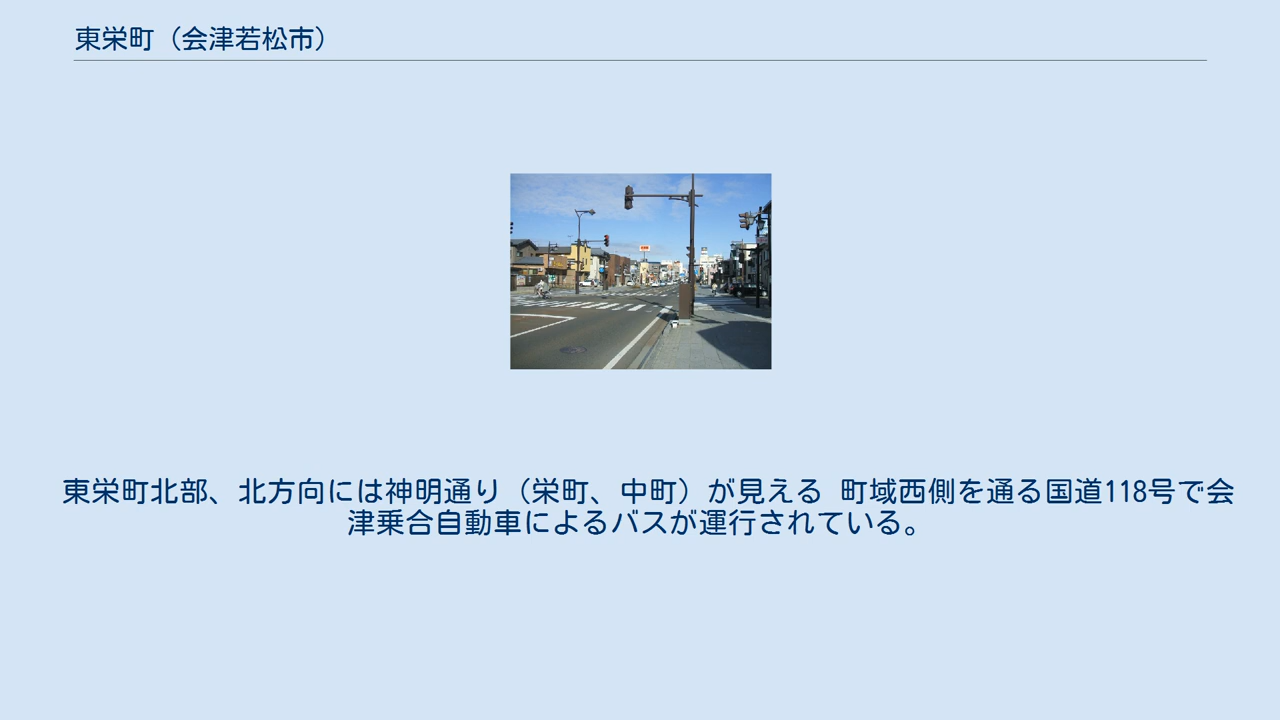 東栄町（会津若松市）
東栄町北部、北方向には神明通り（栄町、中町）が見える 町域西側を通る国道118号で会
津乗合自動車によるバスが運行されている。